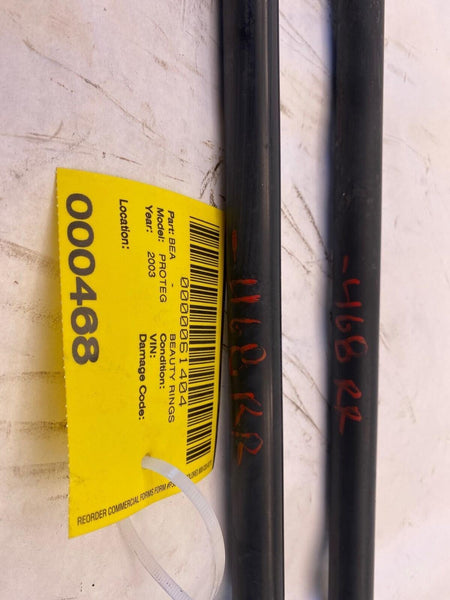 0000061404
Part: BEA - BEAUTY RINGS
Model: PROTEG Condition:
Year: 2003 VIN:
Damage Code:
Location:
000468
REORDER COMMERCIAL FORMS FORM
-468 RR
-468 RR